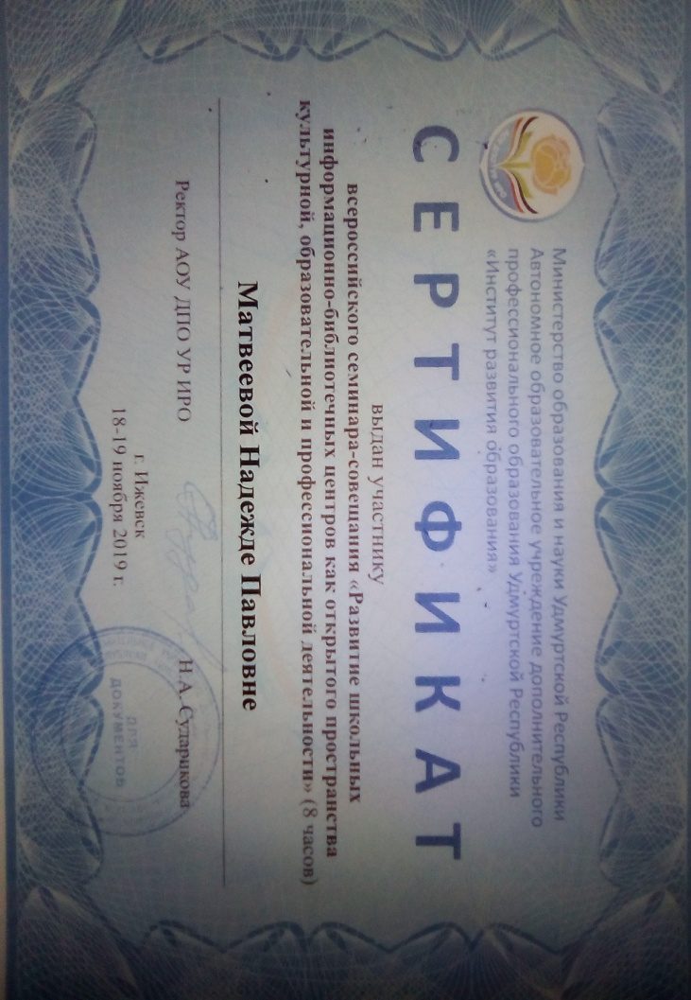 Министерство образования и науки Удмуртской Республики
Автономное образовательное учреждение дополнительного
профессионального образования Удмуртской Республики
«Институт развития образования»
СЕРТИФИКАТ
выдан участнику
всероссийского семинара-совещания «Развитие школьных
информационно-библиотечных центров как открытого пространства
культурной, образовательной и профессиональной деятельности» (8 часов)
Матвеевой Надежде Павловне
Ректор АОУ ДПО УР ИРО
Н.А. Сударикова
ДЛЯ
ДОКУМЕНТОВ
г. Ижевск
18-19 ноября 2019 г.